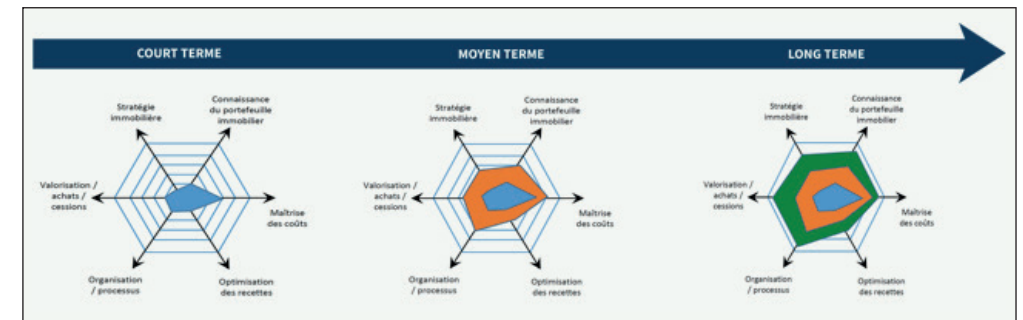 COURT TERME
MOYEN TERME
LONG TERME
Stratégie
immobilière
Connaissance
du portefeuille
immobilier
Valorisation /
achats /
cessions
Maîtrise
des coûts
Organisation
/ processus
Optimisation
des recettes
Stratégie
immobilière
Connaissance
du portefeuille
immobilier
Valorisation /
achats /
cessions
Maîtrise
des coûts
Organisation
/ processus
Optimisation
des recettes
Stratégie
immobilière
Connaissance
du portefeuille
immobilier
Valorisation /
achats /
cessions
Maîtrise
des coûts
Organisation
/ processus
Optimisation
des recettes